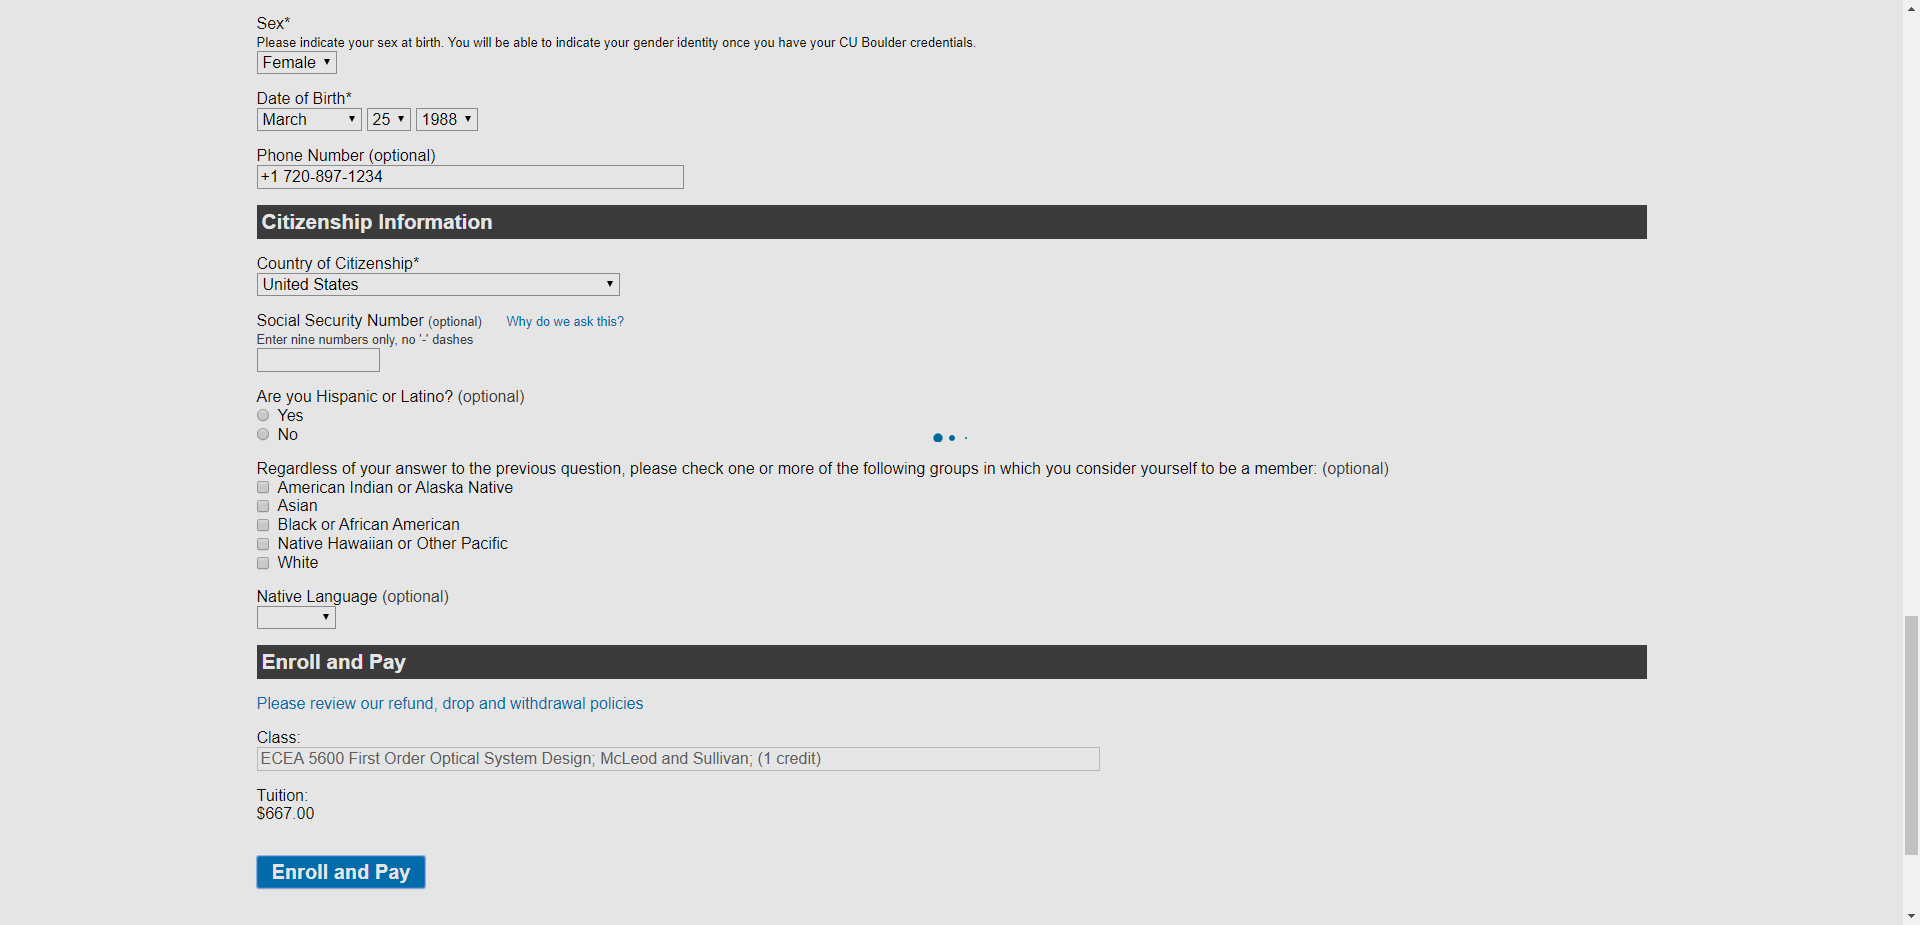 Sex*
Please indicate your sex at birth. You will be able to indicate your gender identity once you have your CU Boulder credentials.
Female
Date of Birth*
March 25 1988
Phone Number (optional)
+1 720-897-1234
Citizenship Information
Country of Citizenship*
United States
Social Security Number (optional) Why do we ask this?
Enter nine numbers only, no '-' dashes
Are you Hispanic or Latino? (optional)
Yes
No
Regardless of your answer to the previous question, please check one or more of the following groups in which you consider yourself to be a member: (optional)
American Indian or Alaska Native
Asian
Black or African American
Native Hawaiian or Other Pacific
White
Native Language (optional)
Enroll and Pay
Please review our refund, drop and withdrawal policies
Class:
ECEA 5600 First Order Optical System Design; McLeod and Sullivan; (1 credit)
Tuition:
$667.00
Enroll and Pay